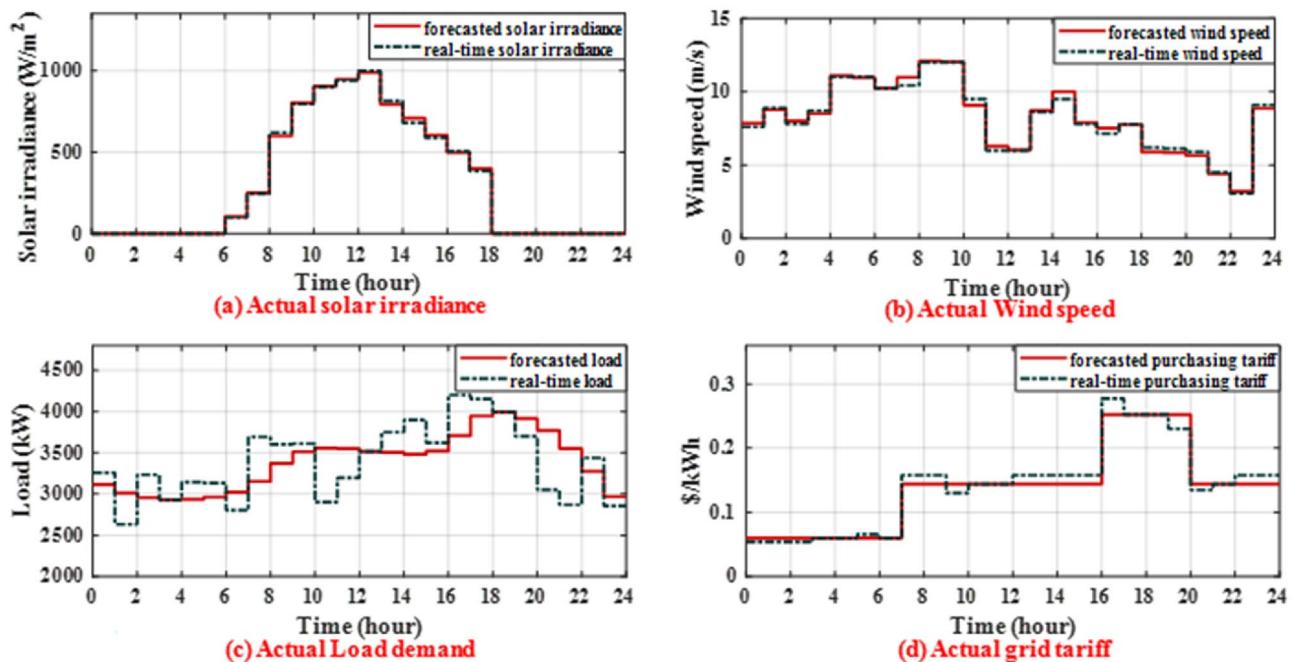 forecasted solar irradiance
real-time solar irradiance
Solar irradiance (W/m²)
1000
500
0
0 2 4 6 8 10 12 14 16 18 20 22 24
Time (hour)
(a) Actual solar irradiance
forecasted wind speed
real-time wind speed
Wind speed (m/s)
15
10
5
0
0 2 4 6 8 10 12 14 16 18 20 22 24
Time (hour)
(b) Actual Wind speed
forecasted load
real-time load
Load (kW)
4500
4000
3500
3000
2500
2000
0 2 4 6 8 10 12 14 16 18 20 22 24
Time (hour)
(c) Actual Load demand
forecasted purchasing tariff
real-time purchasing tariff
$/kWh
0.3
0.2
0.1
0
0 2 4 6 8 10 12 14 16 18 20 22 24
Time (hour)
(d) Actual grid tariff